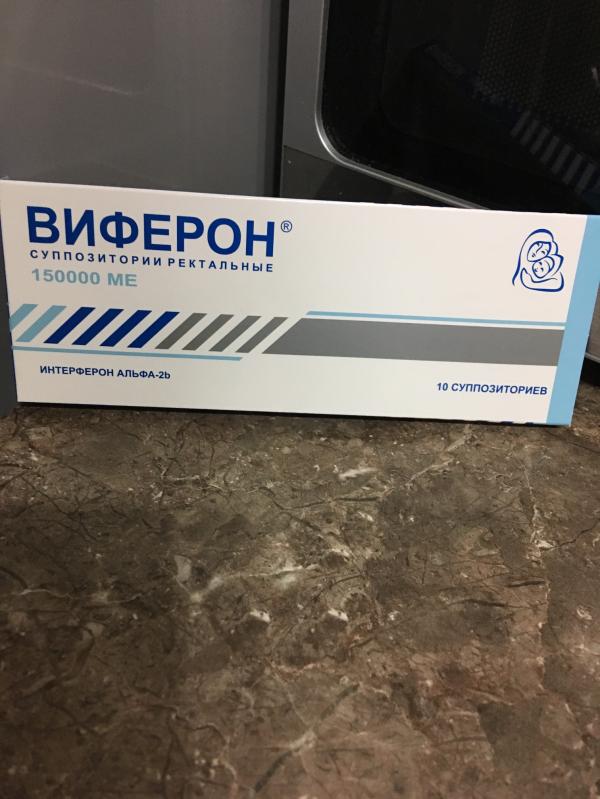 ВИФЕРОН®
СУППОЗИТОРИИ РЕКТАЛЬНЫЕ
150000 МЕ
ИНТЕРФЕРОН АЛЬФА-2b
10 СУППОЗИТОРИЕВ